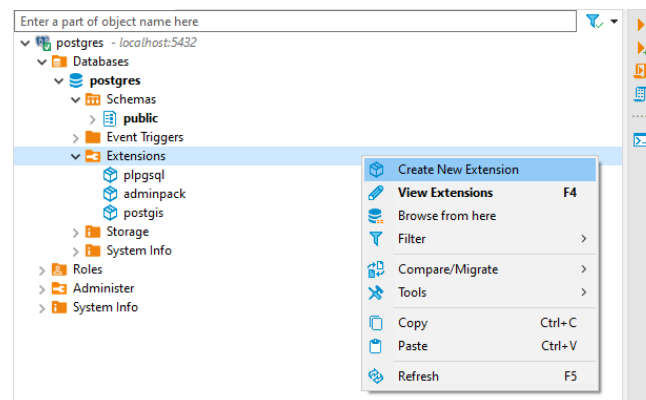 Enter a part of object name here
postgres - localhost:5432
Databases
postgres
Schemas
public
Event Triggers
Extensions
plpgsql
adminpack
postgis
Storage
System Info
Roles
Administer
System Info
Create New Extension
View Extensions F4
Browse from here
Filter
Compare/Migrate
Tools
Copy Ctrl+C
Paste Ctrl+V
Refresh F5